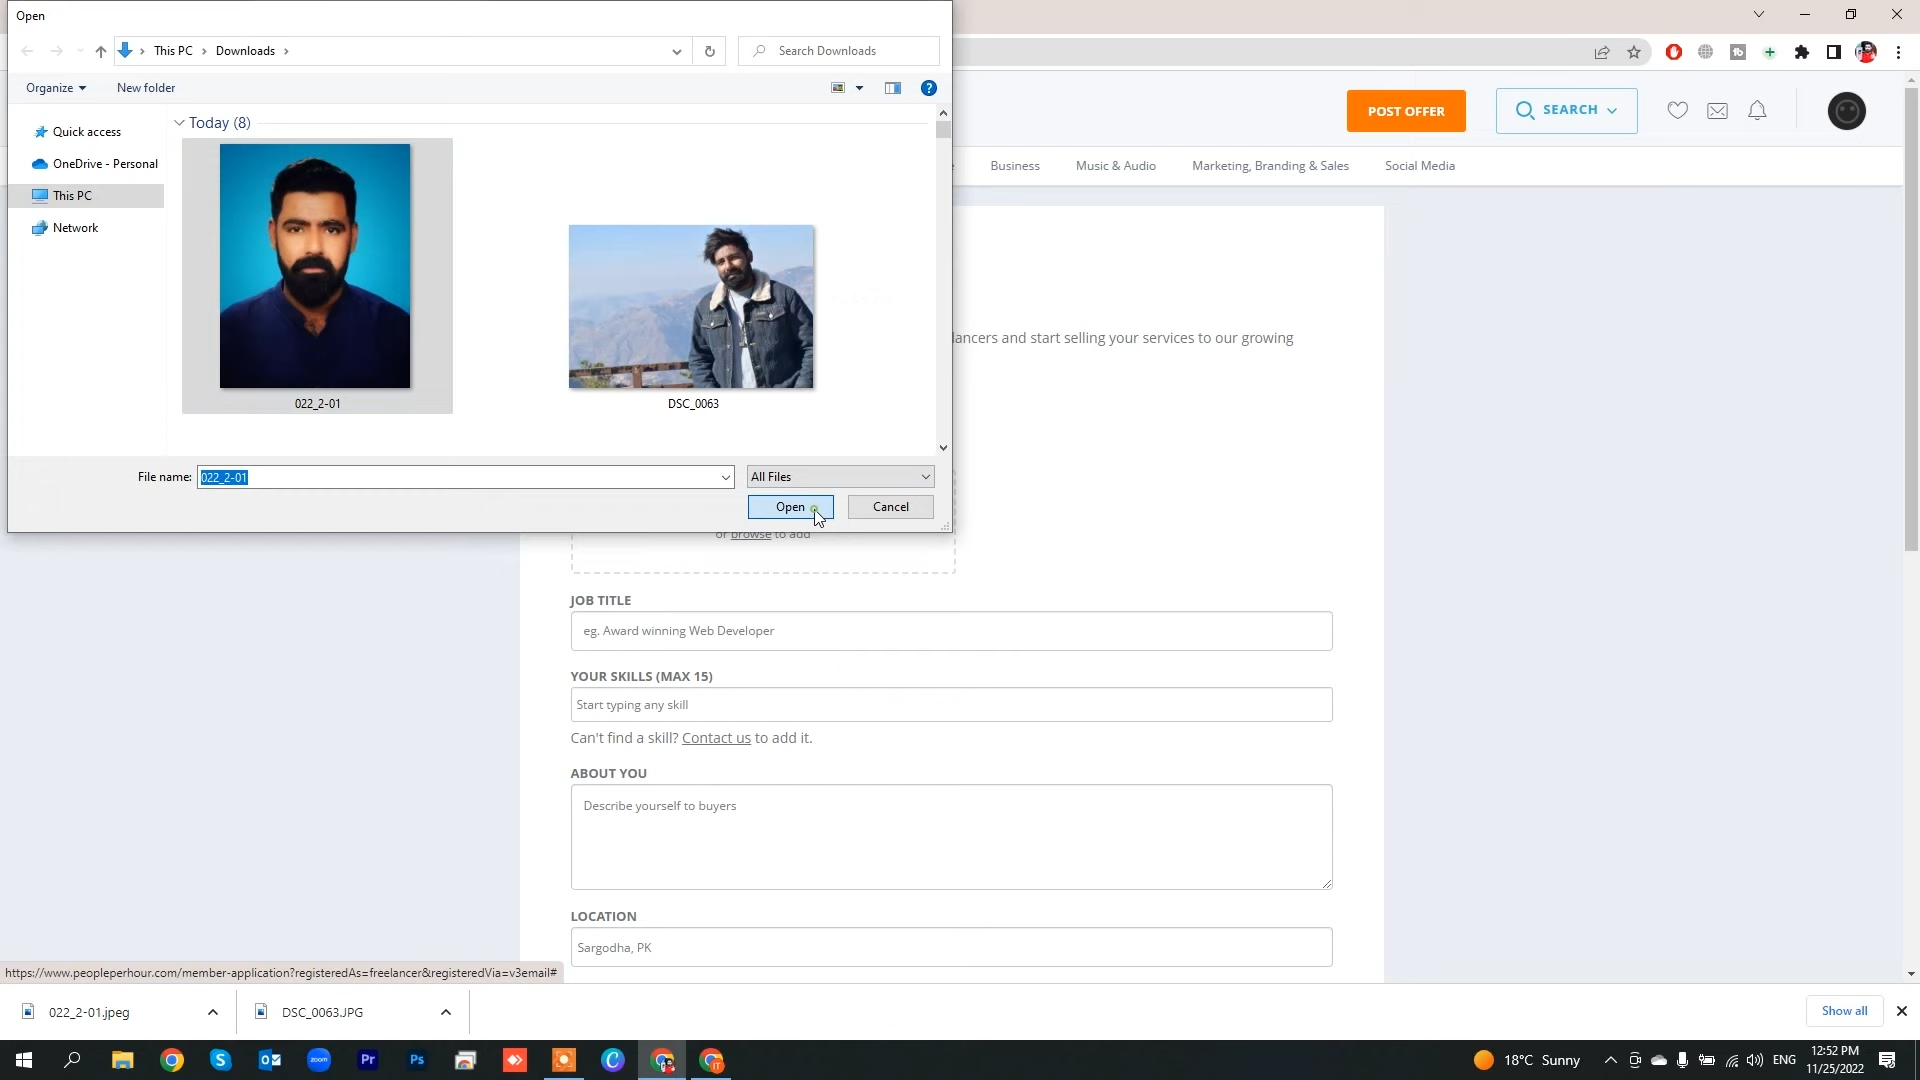 Open
This PC
Downloads
Search Downloads
Organize
New folder
Quick access
OneDrive - Personal
This PC
Network
Today (8)
022_2-01
DSC_0063
File name:
022_2-01
All Files
Open
Cancel
POST OFFER
SEARCH
Business
Music & Audio
Marketing, Branding & Sales
Social Media
lancers and start selling your services to our growing
or browse to add
JOB TITLE
eg. Award winning Web Developer
YOUR SKILLS (MAX 15)
Start typing any skill
Can't find a skill? Contact us to add it.
ABOUT YOU
Describe yourself to buyers
LOCATION
Sargodha, PK
https://www.peopleperhour.com/member-application?registeredAs=freelancer&registeredVia=v3email#
022_2-01.jpeg
DSC_0063.JPG
Show all
zoom
Pr
Ps
18°C Sunny
ENG
12:52 PM
11/25/2022